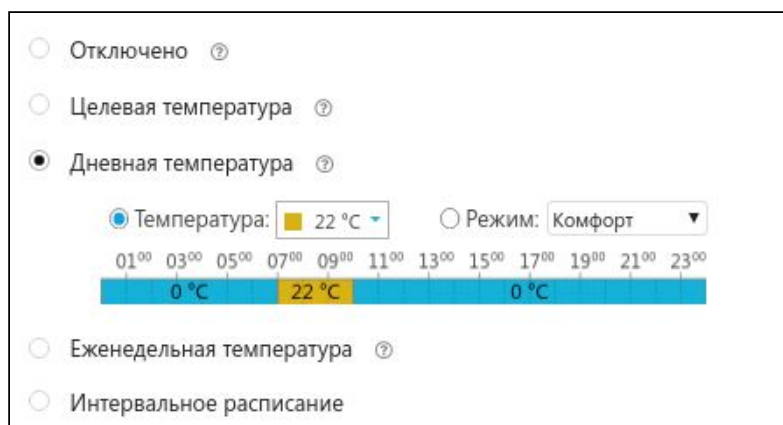 Отключено ?
Целевая температура ?
Дневная температура ?
Температура: 22 °C Режим: Комфорт
01⁰⁰ 03⁰⁰ 05⁰⁰ 07⁰⁰ 09⁰⁰ 11⁰⁰ 13⁰⁰ 15⁰⁰ 17⁰⁰ 19⁰⁰ 21⁰⁰ 23⁰⁰
0 °C 22 °C 0 °C
Еженедельная температура ?
Интервальное расписание